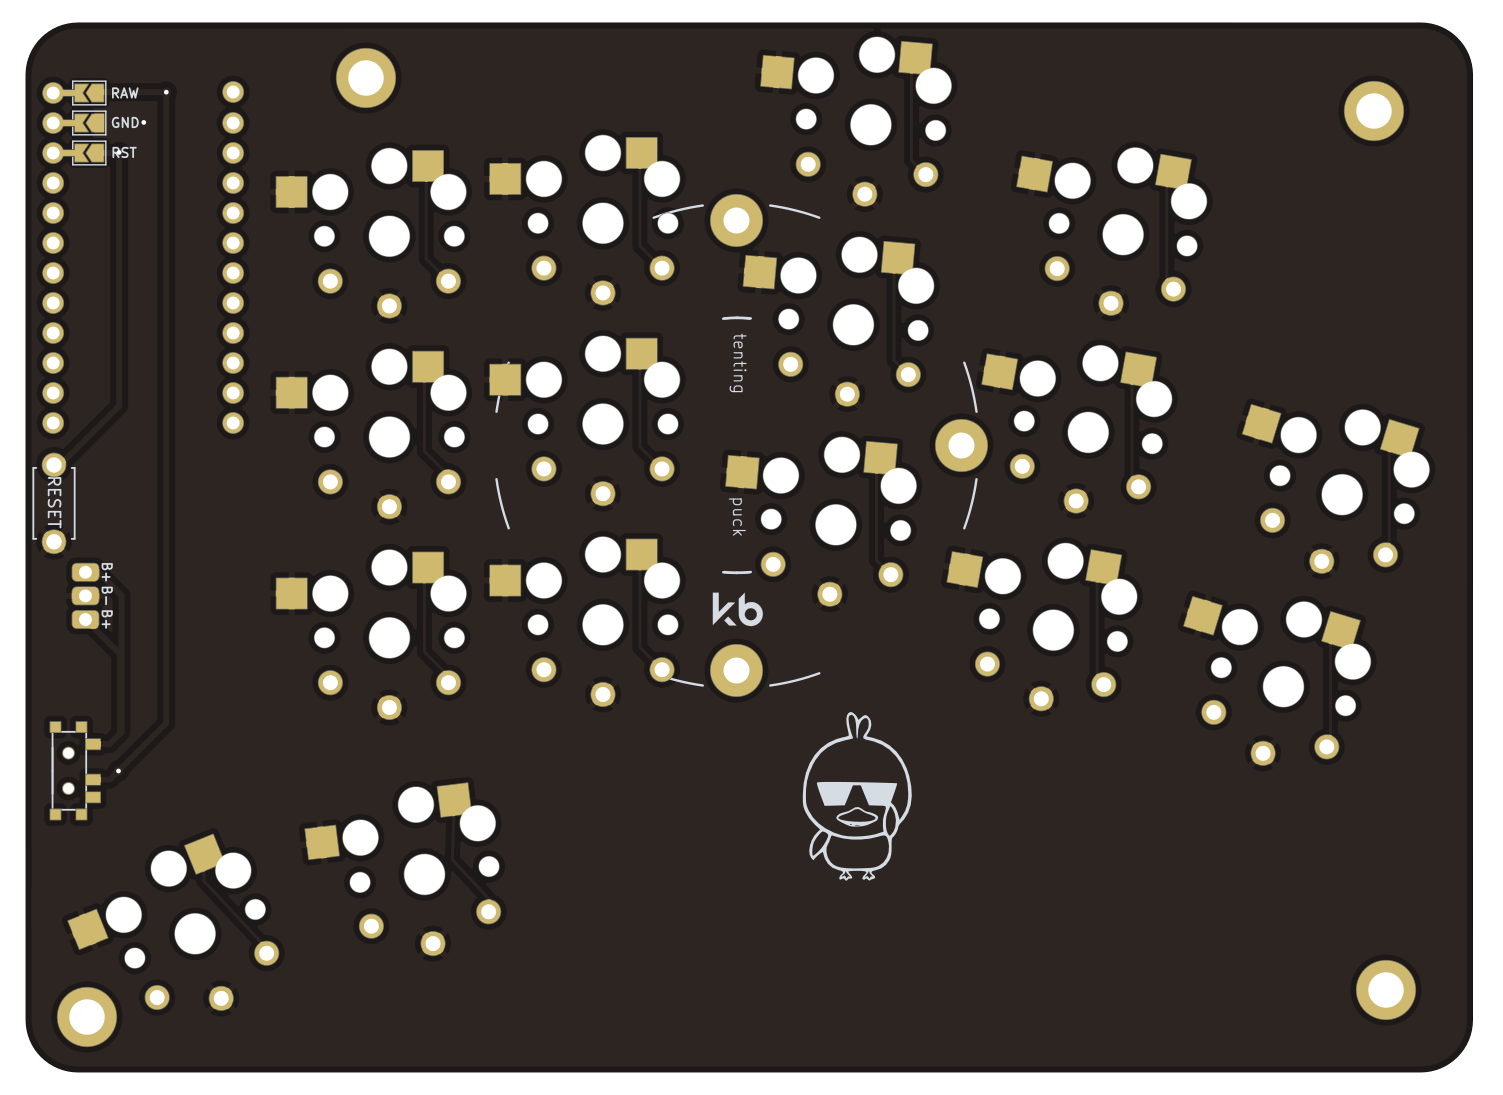 RAW
GND
RST
tenting
RESET
puck
B+
B-
B+
kb